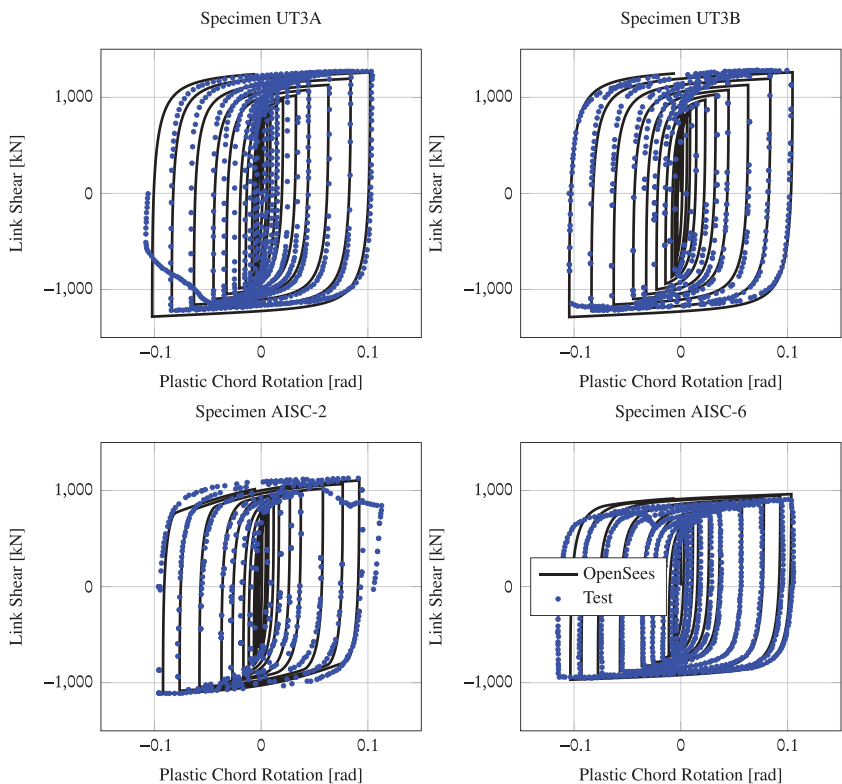 Specimen UT3A
Specimen UT3B
1,000
0
−1,000
−0.1
0
0.1
Link Shear [kN]
Plastic Chord Rotation [rad]
1,000
0
−1,000
−0.1
0
0.1
Link Shear [kN]
Plastic Chord Rotation [rad]
Specimen AISC-2
Specimen AISC-6
1,000
0
−1,000
−0.1
0
0.1
Link Shear [kN]
Plastic Chord Rotation [rad]
1,000
0
−1,000
−0.1
0
0.1
Link Shear [kN]
Plastic Chord Rotation [rad]
OpenSees
Test